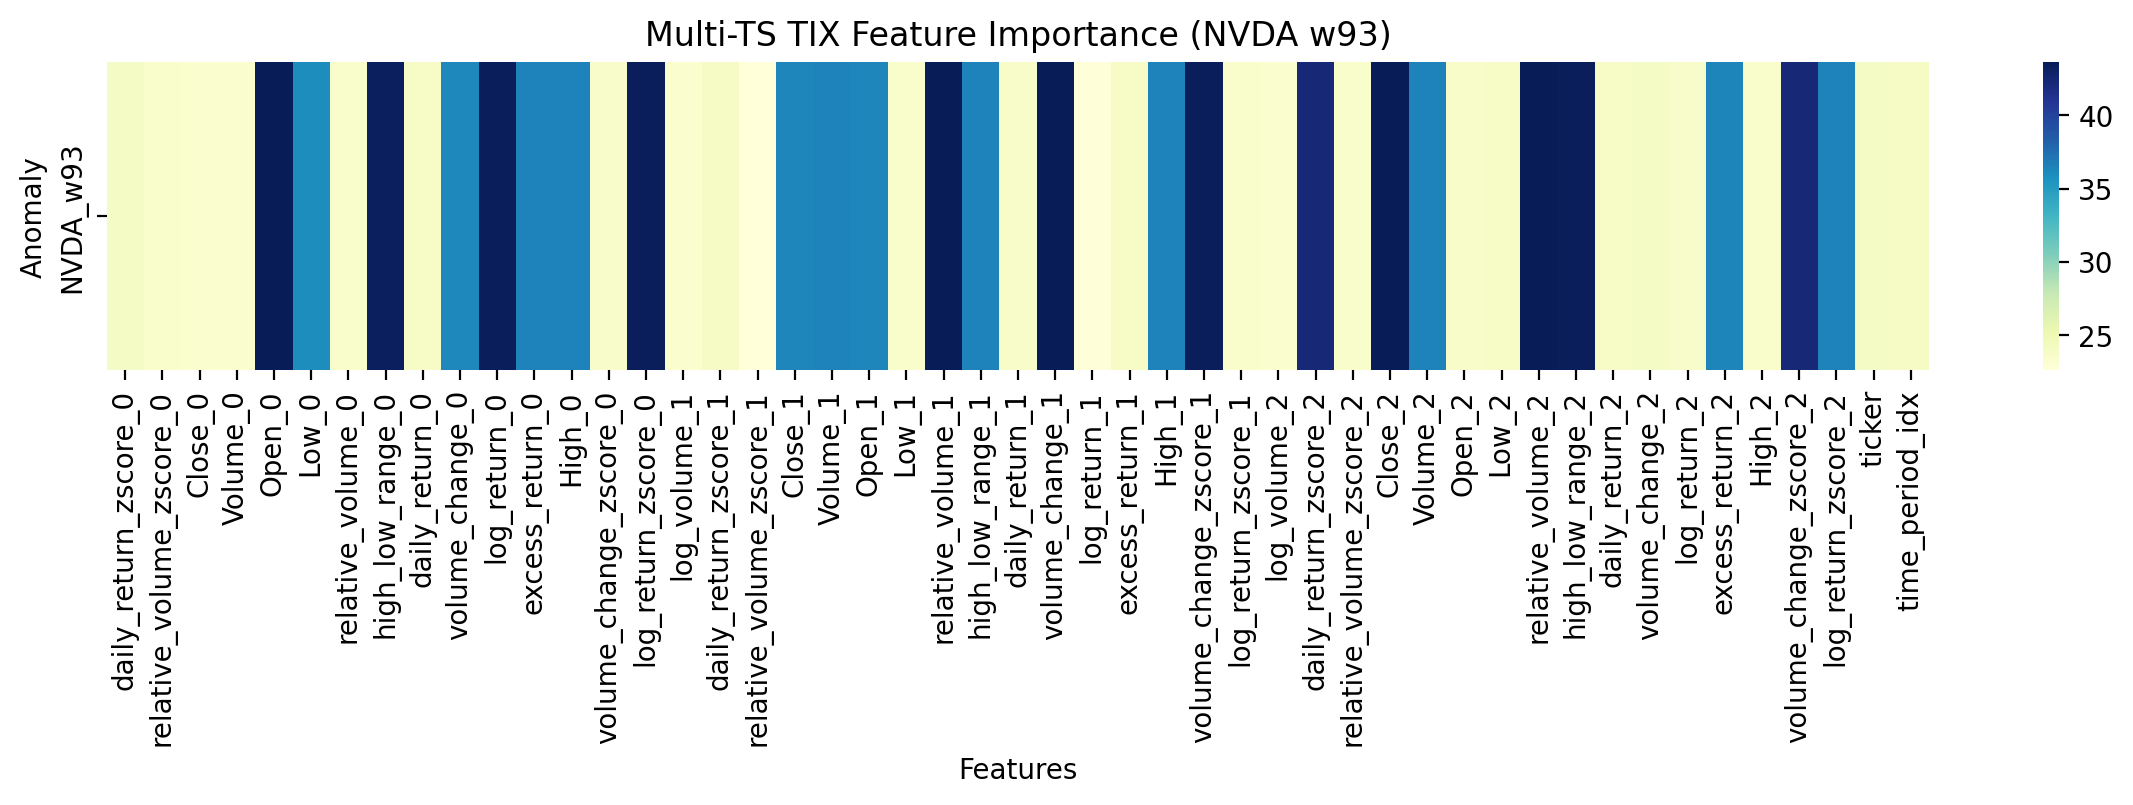 Multi-TS TIX Feature Importance (NVDA w93)
Anomaly
NVDA_w93
40
35
30
25
daily_return_zscore_0
relative_volume_zscore_0
Close_0
Volume_0
Open_0
Low_0
relative_volume_0
high_low_range_0
daily_return_0
volume_change_0
log_return_0
excess_return_0
High_0
volume_change_zscore_0
log_return_zscore_0
log_volume_1
daily_return_zscore_1
relative_volume_zscore_1
Close_1
Volume_1
Open_1
Low_1
relative_volume_1
high_low_range_1
daily_return_1
volume_change_1
log_return_1
excess_return_1
High_1
volume_change_zscore_1
log_return_zscore_1
log_volume_2
daily_return_zscore_2
relative_volume_zscore_2
Close_2
Volume_2
Open_2
Low_2
relative_volume_2
high_low_range_2
daily_return_2
volume_change_2
log_return_2
excess_return_2
High_2
volume_change_zscore_2
log_return_zscore_2
ticker
time_period_idx
Features